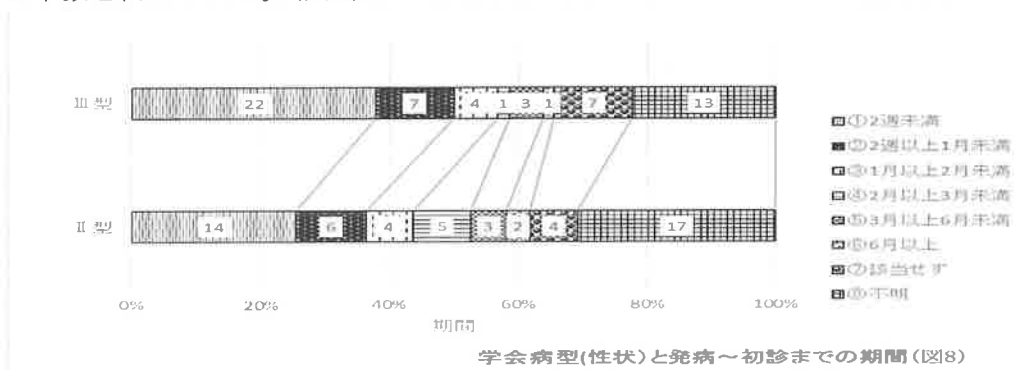 III型
22 7 4 1 3 1 7 13
II型
14 6 4 5 3 2 4 17
0% 20% 40% 60% 80% 100%
期間
①2週未満
②2週以上1月未満
③1月以上2月未満
④2月以上3月未満
⑤3月以上6月未満
⑥6月以上
⑦該当せず
⑧不明
学会病型(性状)と発病～初診までの期間(図8)